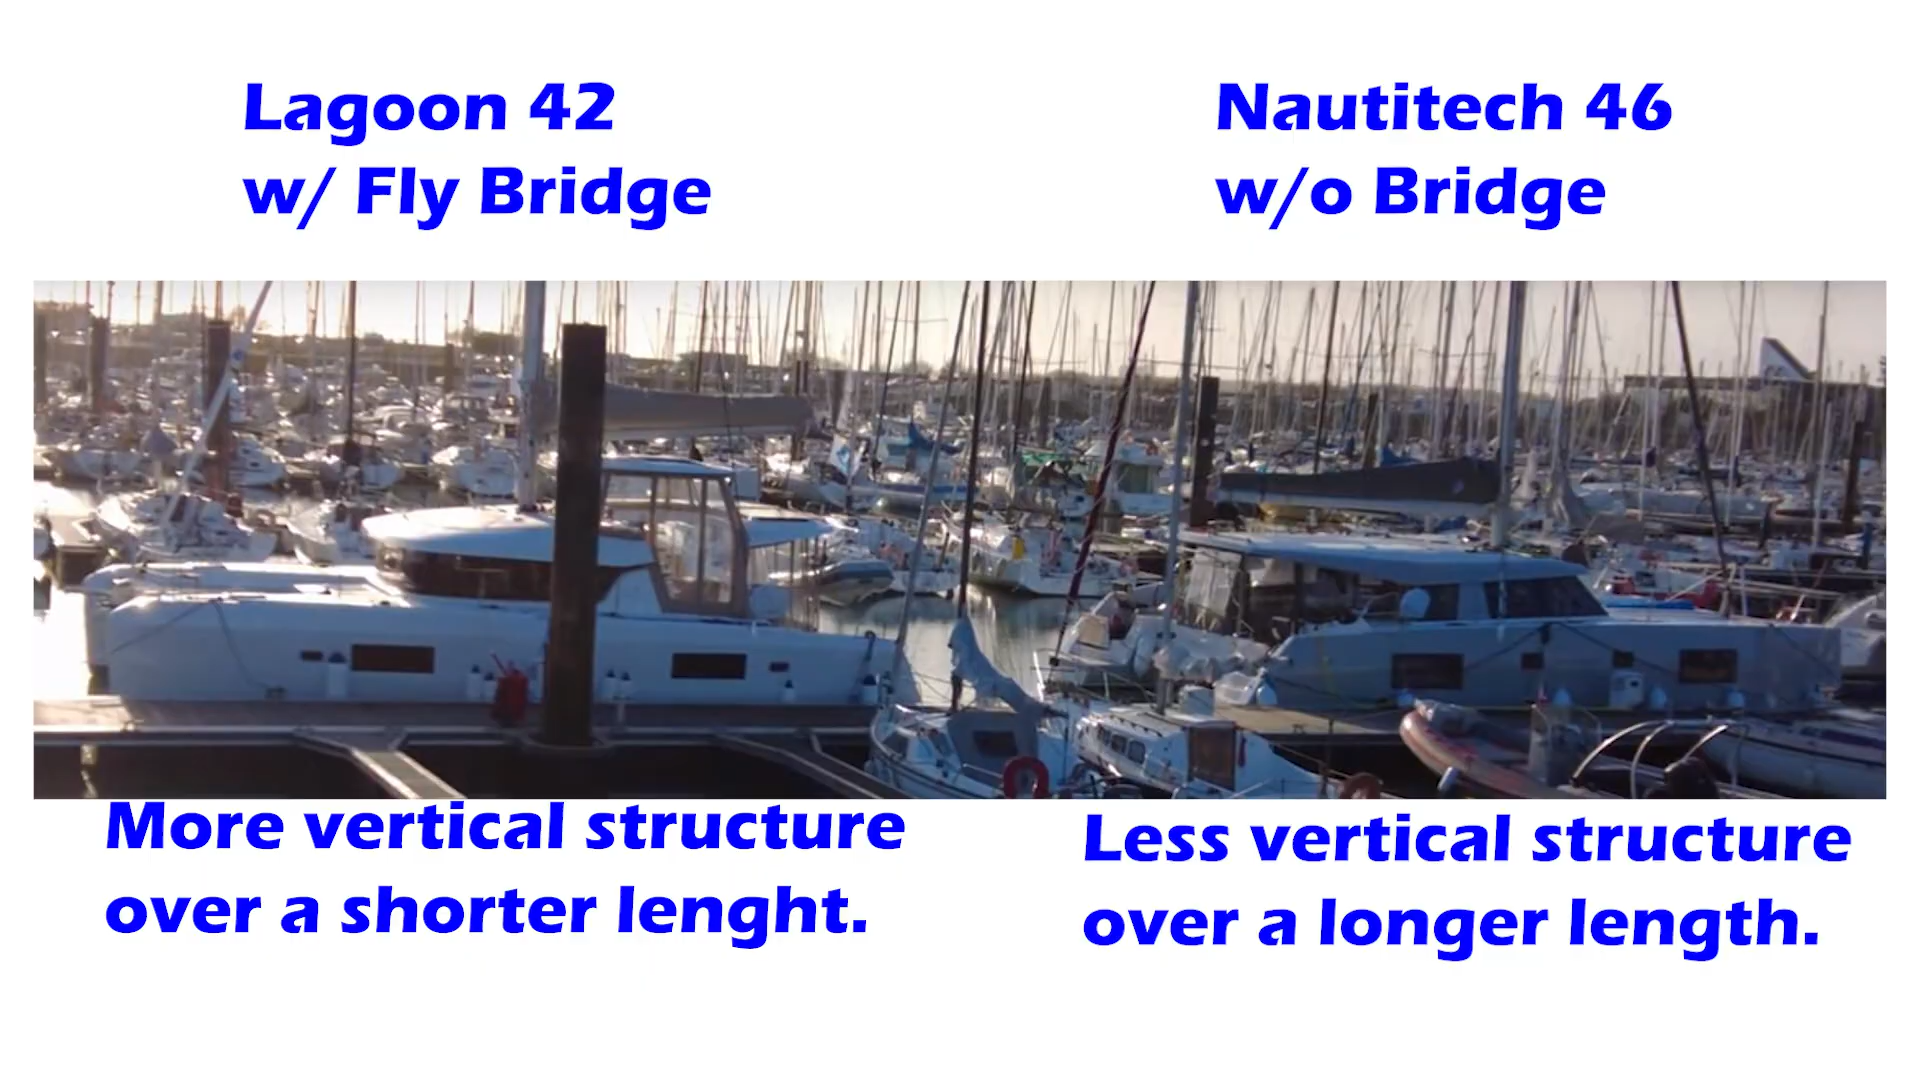 Lagoon 42
w/ Fly Bridge
Nautitech 46
w/o Bridge
More vertical structure
over a shorter lenght.
Less vertical structure
over a longer length.